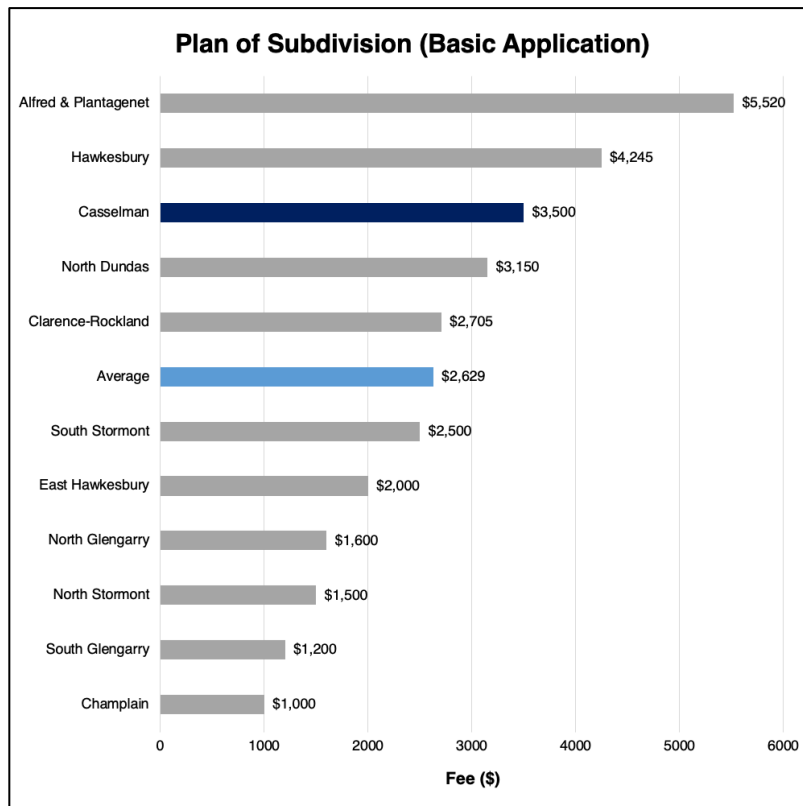 Plan of Subdivision (Basic Application)
Alfred & Plantagenet $5,520
Hawkesbury $4,245
Casselman $3,500
North Dundas $3,150
Clarence-Rockland $2,705
Average $2,629
South Stormont $2,500
East Hawkesbury $2,000
North Glengarry $1,600
North Stormont $1,500
South Glengarry $1,200
Champlain $1,000
0 1000 2000 3000 4000 5000 6000
Fee ($)